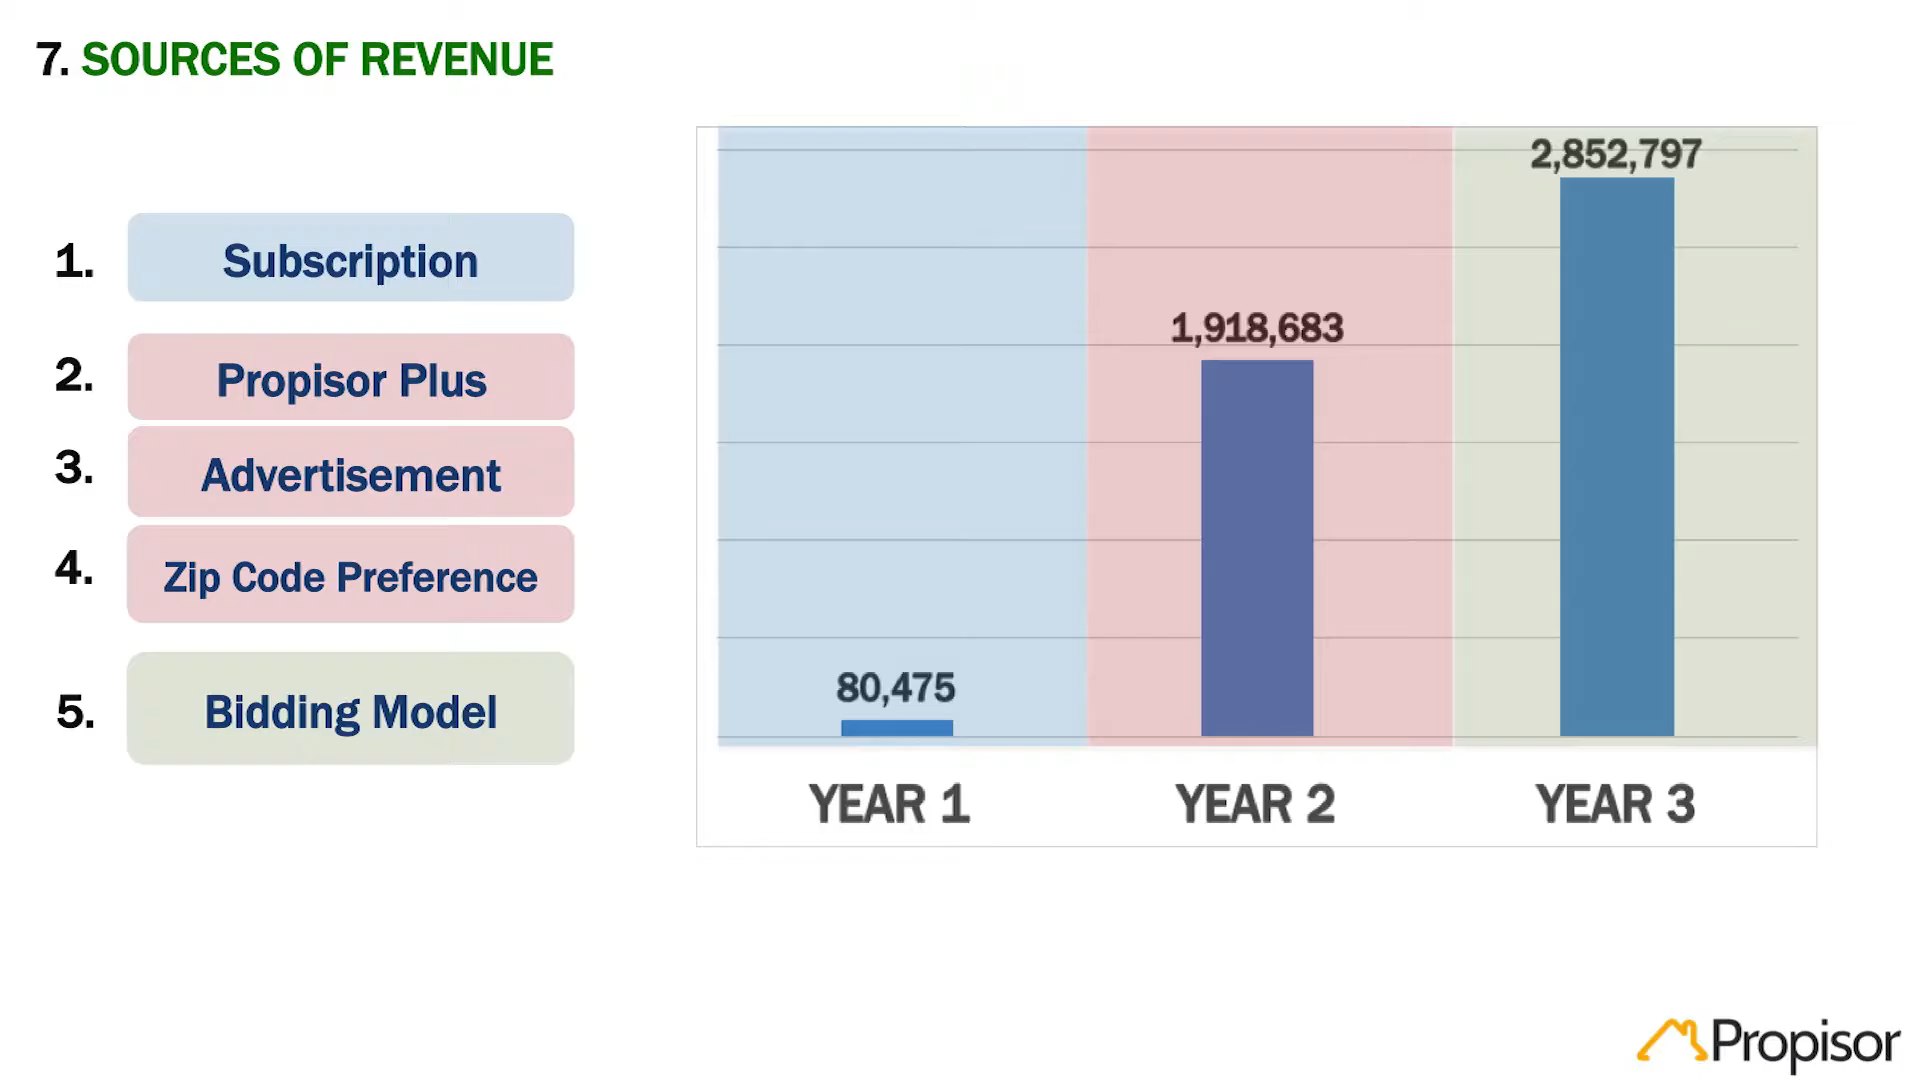 7. SOURCES OF REVENUE
1. Subscription
2. Propisor Plus
3. Advertisement
4. Zip Code Preference
5. Bidding Model
2,852,797
1,918,683
80,475
YEAR 1 YEAR 2 YEAR 3
Propisor